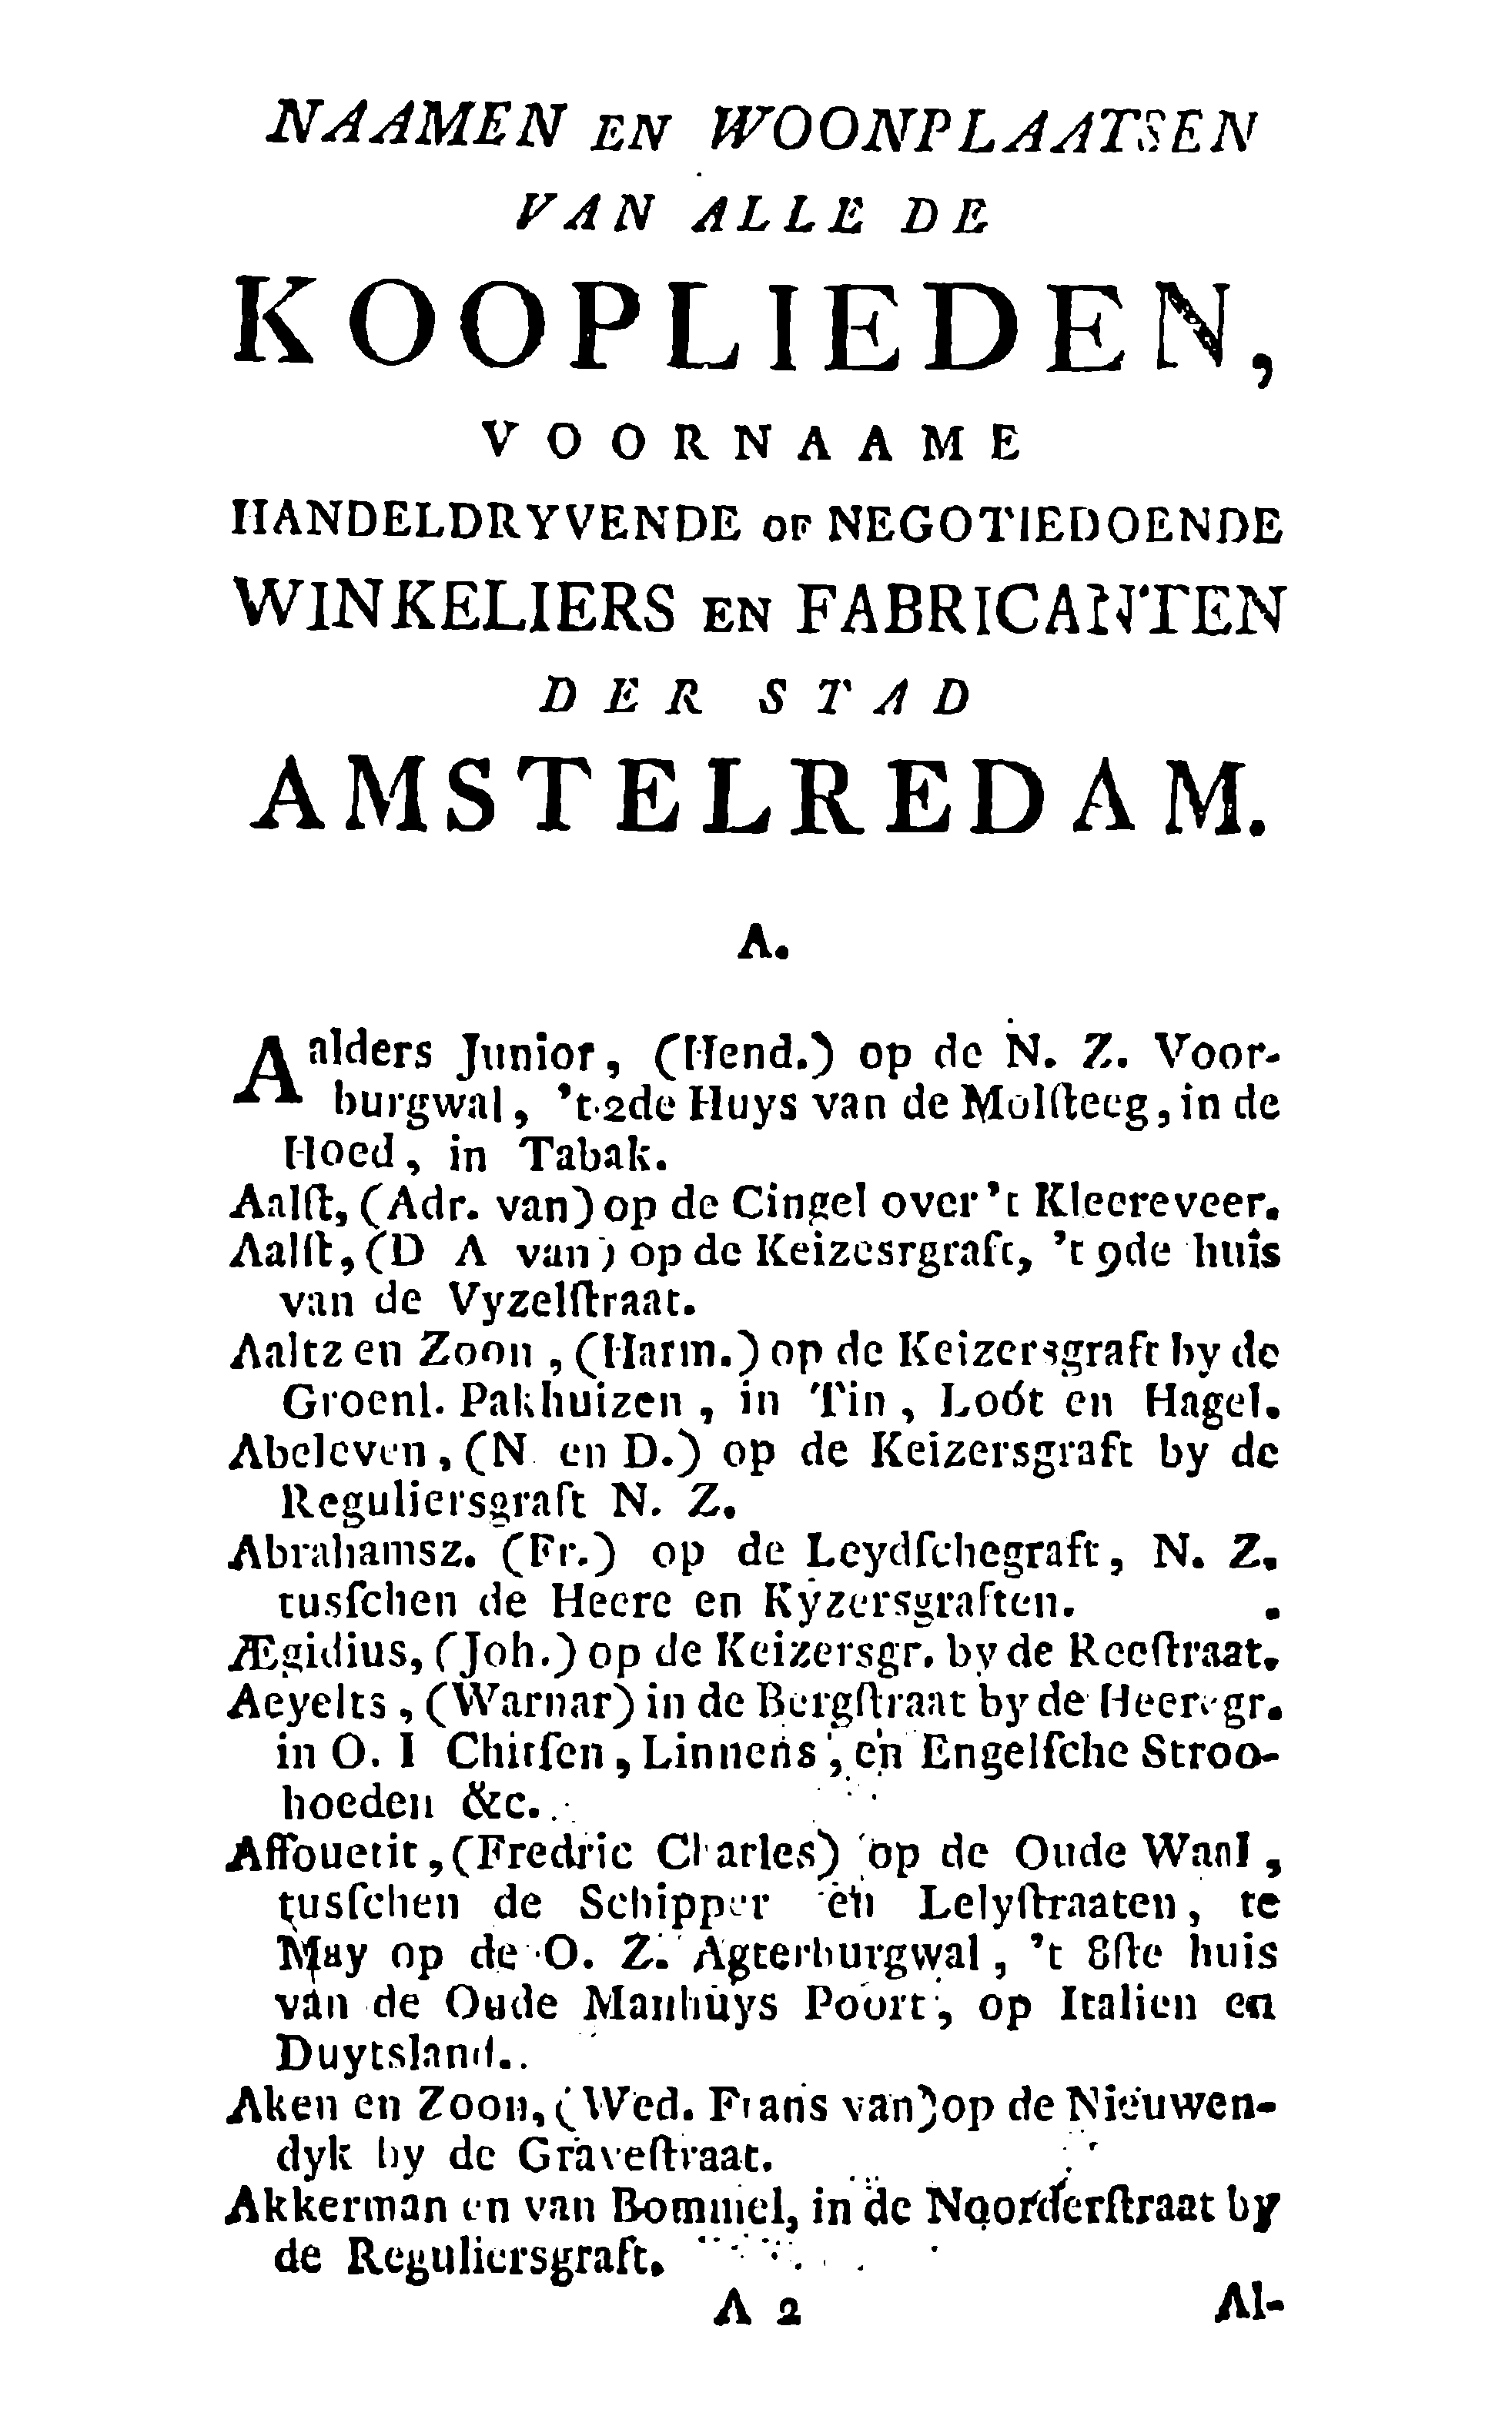 NAAMEN EN WOONPLAATSEN
VAN ALLE DE
KOOPLIEDEN,
VOORNAAME
HANDELDRYVENDE OF NEGOTIEDOENDE
WINKELIERS EN FABRICANTEN
DER STAD
AMSTELREDAM.
A.
Aalders Junior, (Hend.) op de N. Z. Voor-
burgwal, 't 2de Huys van de Molſteeg, in de
Hoed, in Tabak.
Aalſt, (Adr. van) op de Cingel over 't Kleereveer.
Aalſt, (D A van) op de Keizesrgraft, 't 9de huis
van de Vyzelſtraat.
Aaltz en Zoon, (Harm.) op de Keizersgraft by de
Groenl. Pakhuizen, in Tin, Loót en Hagel.
Abeleven, (N en D.) op de Keizersgraft by de
Reguliersgraft N. Z.
Abrahamsz. (Fr.) op de Leydſchegraft, N. Z.
tusſchen de Heere en Kyzersgraften.
Ægidius, (Joh.) op de Keizersgr. by de Reeſtraat.
Aeyelts, (Warnar) in de Bergſtraat by de Heeregr.
in O. I Chitſen, Linnens, en Engelſche Stroo-
hoeden &c.
Affouetit, (Fredric Charles) op de Oude Waal,
tusſchen de Schipper en Lelyſtraaten, te
May op de O. Z. Agterburgwal, 't 8ſte huis
van de Oude Manhuys Poort, op Italien en
Duytsland.
Aken en Zoon, (Wed. Frans van) op de Nieuwen-
dyk by de Graveſtraat.
Akkerman en van Bommel, in de Noorderſtraat by
de Reguliersgraft.
A 2
Al-